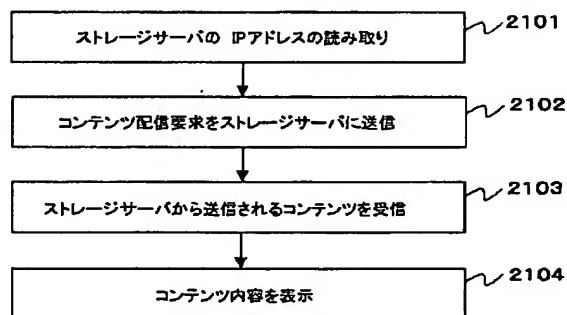 ストレージサーバの IPアドレスの読み取り
2101
コンテンツ配信要求をストレージサーバに送信
2102
ストレージサーバから送信されるコンテンツを受信
2103
コンテンツ内容を表示
2104